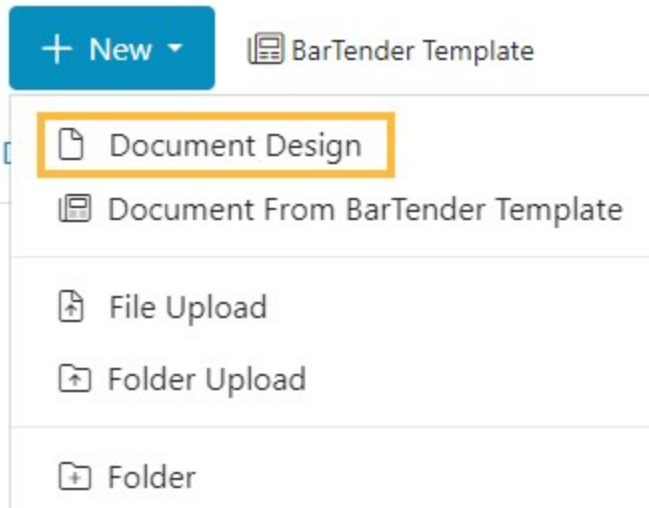 New BarTender Template
Document Design
Document From BarTender Template
File Upload
Folder Upload
Folder